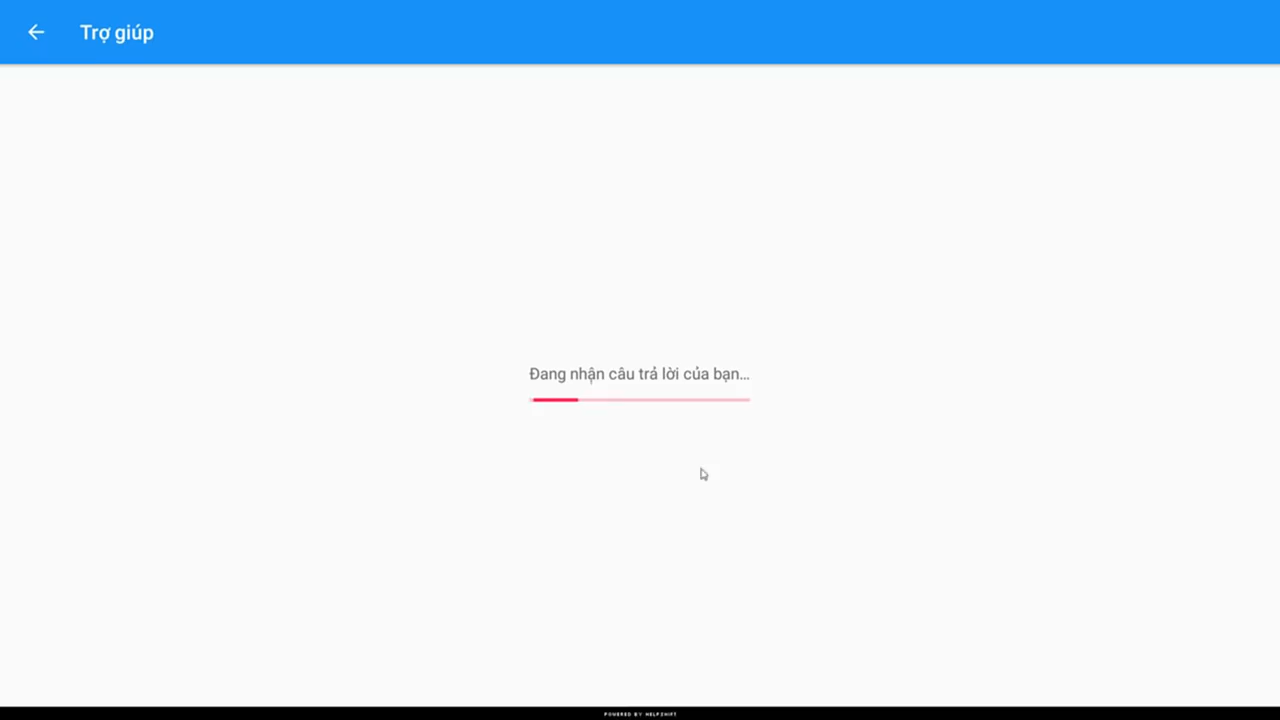 Trợ giúp
Đang nhận câu trả lời của bạn...
POWERED BY HELPSHIFT